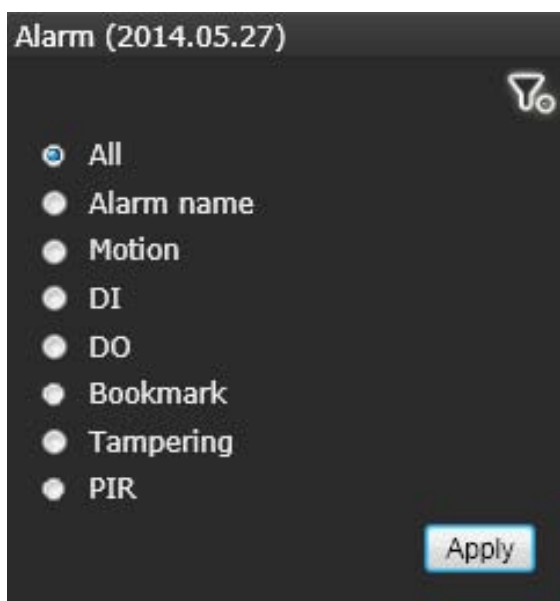 Alarm (2014.05.27)
All
Alarm name
Motion
DI
DO
Bookmark
Tampering
PIR
Apply